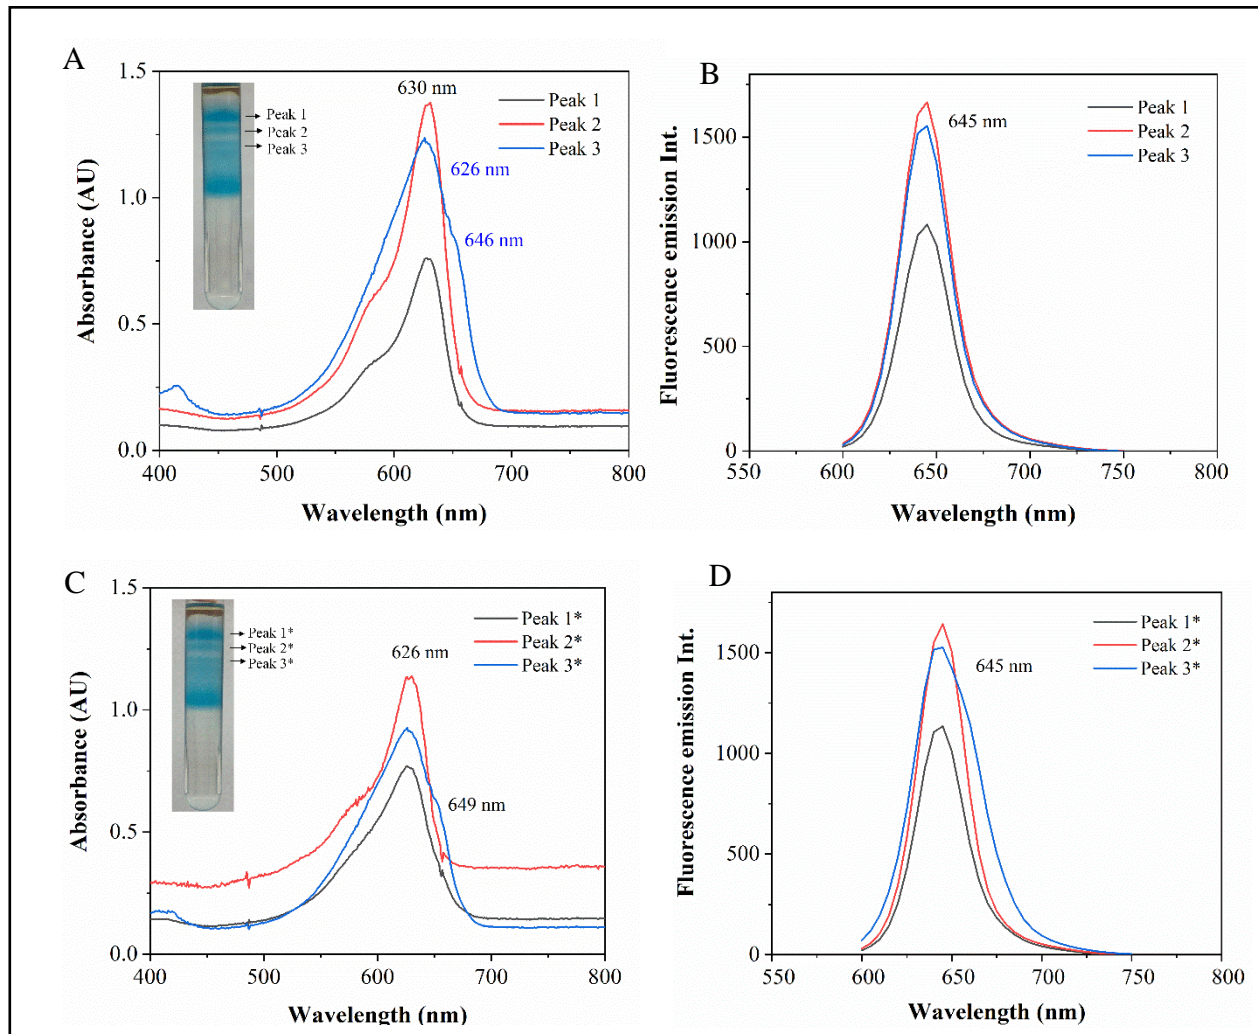 A
1.5
1.0
0.5
0.0
Absorbance (AU)
Peak 1
Peak 2
Peak 3
630 nm
626 nm
646 nm
Peak 1
Peak 2
Peak 3
400
500
600
700
800
Wavelength (nm)
B
1500
1000
500
0
Fluorescence emission Int.
645 nm
Peak 1
Peak 2
Peak 3
550
600
650
700
750
800
Wavelength (nm)
C
1.5
1.0
0.5
0.0
Absorbance (AU)
Peak 1*
Peak 2*
Peak 3*
626 nm
649 nm
Peak 1*
Peak 2*
Peak 3*
400
500
600
700
800
Wavelength (nm)
D
1500
1000
500
0
Fluorescence emission Int.
645 nm
Peak 1*
Peak 2*
Peak 3*
550
600
650
700
750
800
Wavelength (nm)